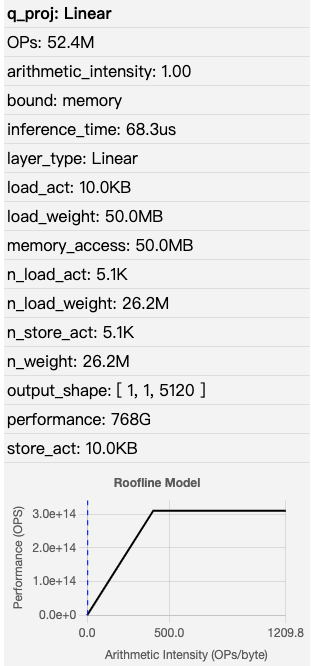 q_proj: Linear
OPs: 52.4M
arithmetic_intensity: 1.00
bound: memory
inference_time: 68.3us
layer_type: Linear
load_act: 10.0KB
load_weight: 50.0MB
memory_access: 50.0MB
n_load_act: 5.1K
n_load_weight: 26.2M
n_store_act: 5.1K
n_weight: 26.2M
output_shape: [ 1, 1, 5120 ]
performance: 768G
store_act: 10.0KB
Roofline Model
Performance (OPS)
3.0e+14
2.0e+14
1.0e+14
0.0e+0
0.0 500.0 1209.8
Arithmetic Intensity (OPs/byte)